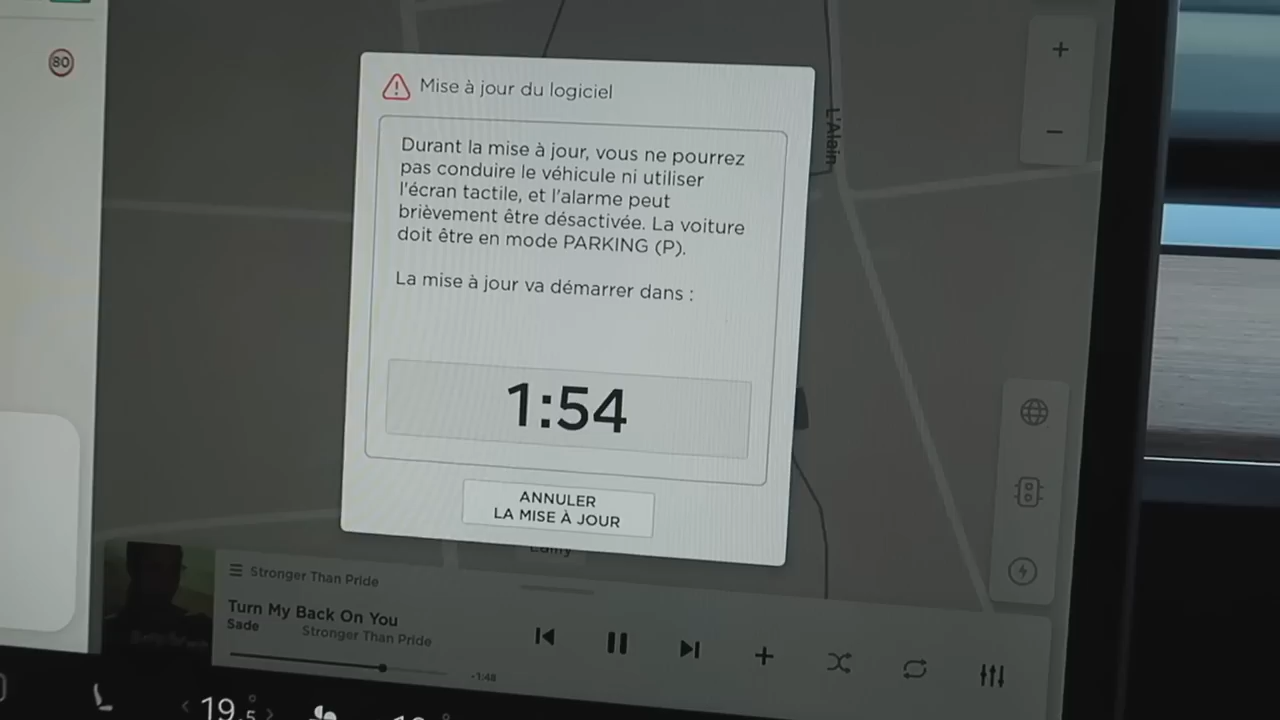 80
Mise à jour du logiciel
Durant la mise à jour, vous ne pourrez
pas conduire le véhicule ni utiliser
l'écran tactile, et l'alarme peut
brièvement être désactivée. La voiture
doit être en mode PARKING (P).
La mise à jour va démarrer dans :
1:54
ANNULER
LA MISE À JOUR
L'Alain
Stronger Than Pride
Turn My Back On You
Sade Stronger Than Pride
-1:48
19.5